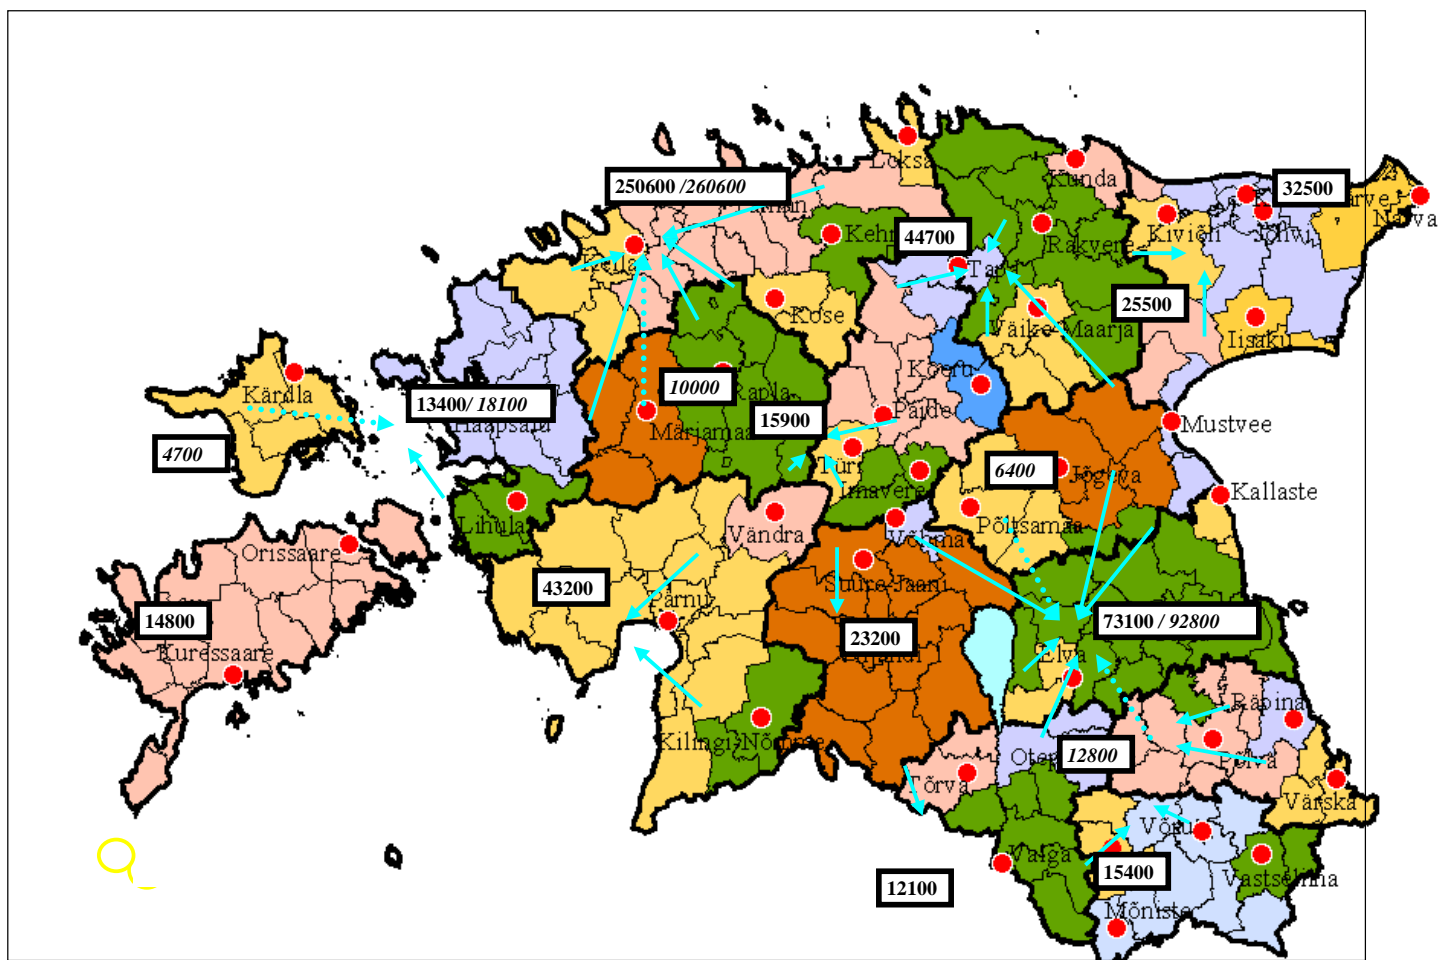 Loksa
Kunda
250600 /260600
32500
Narva
Kiviõli
Jõhvi
44700
Rakvere
Keila
Tapa
25500
Kose
Väike-Maarja
Iisaku
Kärdla
10000
Rapla
Koeru
13400/ 18100
Haapsalu
15900
Paide
Märjamaa
Mustvee
4700
Türi
6400
Jõgeva
Imavere
Kallaste
Lihula
Vändra
Põltsamaa
Võhma
Orissaare
Suure-Jaani
43200
Pärnu
14800
73100 / 92800
23200
Kuressaare
Elva
Räpina
Kilingi-Nõmme
12800
Põlva
Tõrva
Värska
Võru
Valga
15400
Vastseliina
12100
Mõniste